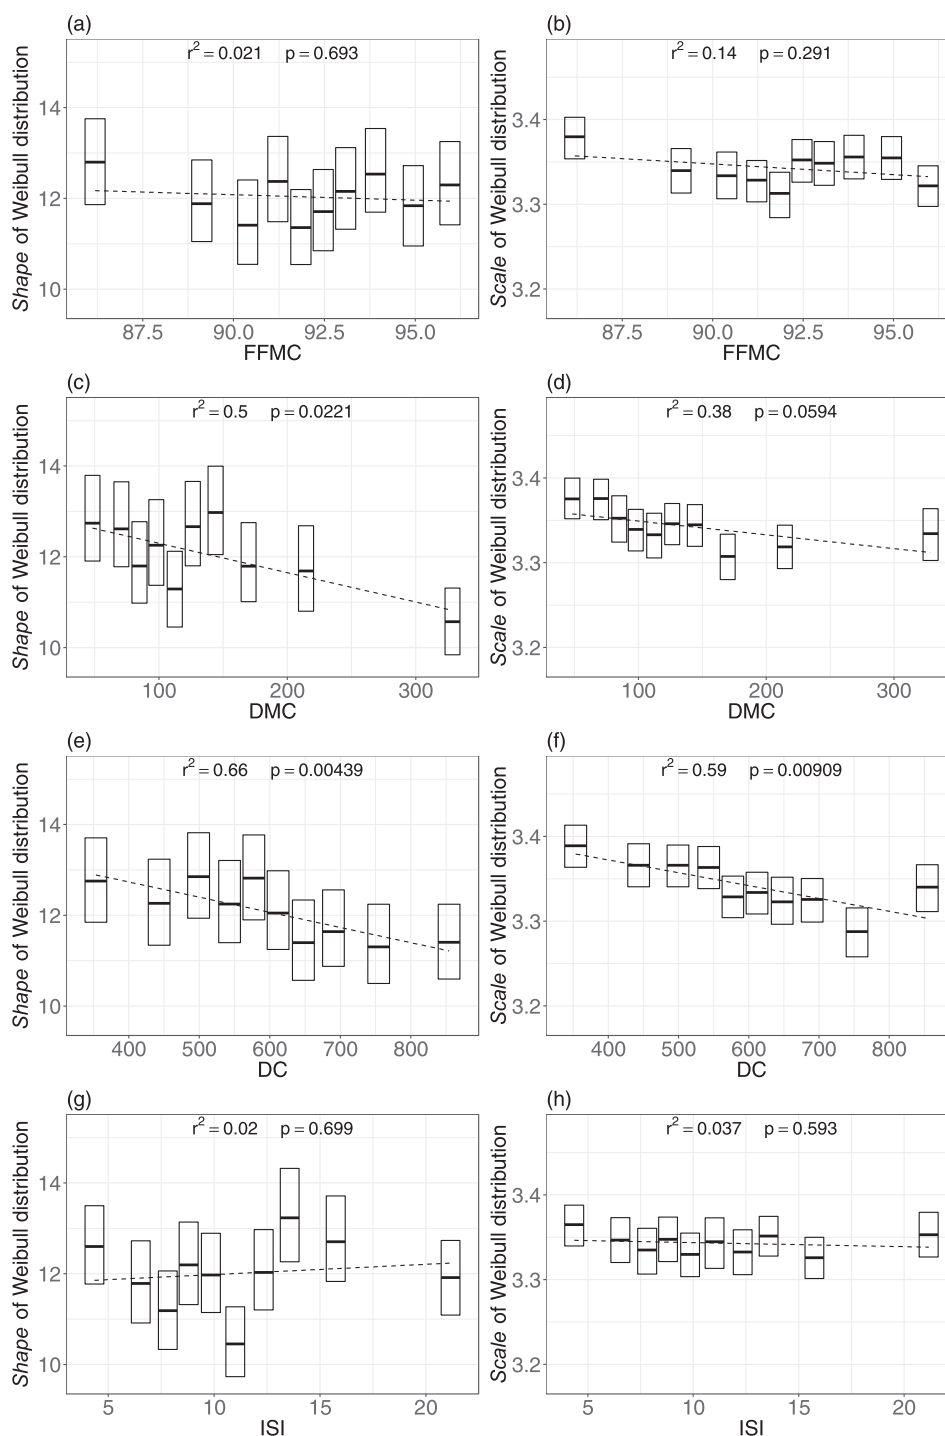 (a)
r² = 0.021 p = 0.693
Shape of Weibull distribution
14
12
10
87.5 90.0 92.5 95.0
FFMC
(b)
r² = 0.14 p = 0.291
Scale of Weibull distribution
3.4
3.3
3.2
87.5 90.0 92.5 95.0
FFMC
(c)
r² = 0.5 p = 0.0221
Shape of Weibull distribution
14
12
10
100 200 300
DMC
(d)
r² = 0.38 p = 0.0594
Scale of Weibull distribution
3.4
3.3
3.2
100 200 300
DMC
(e)
r² = 0.66 p = 0.00439
Shape of Weibull distribution
14
12
10
400 500 600 700 800
DC
(f)
r² = 0.59 p = 0.00909
Scale of Weibull distribution
3.4
3.3
3.2
400 500 600 700 800
DC
(g)
r² = 0.02 p = 0.699
Shape of Weibull distribution
14
12
10
5 10 15 20
ISI
(h)
r² = 0.037 p = 0.593
Scale of Weibull distribution
3.4
3.3
3.2
5 10 15 20
ISI